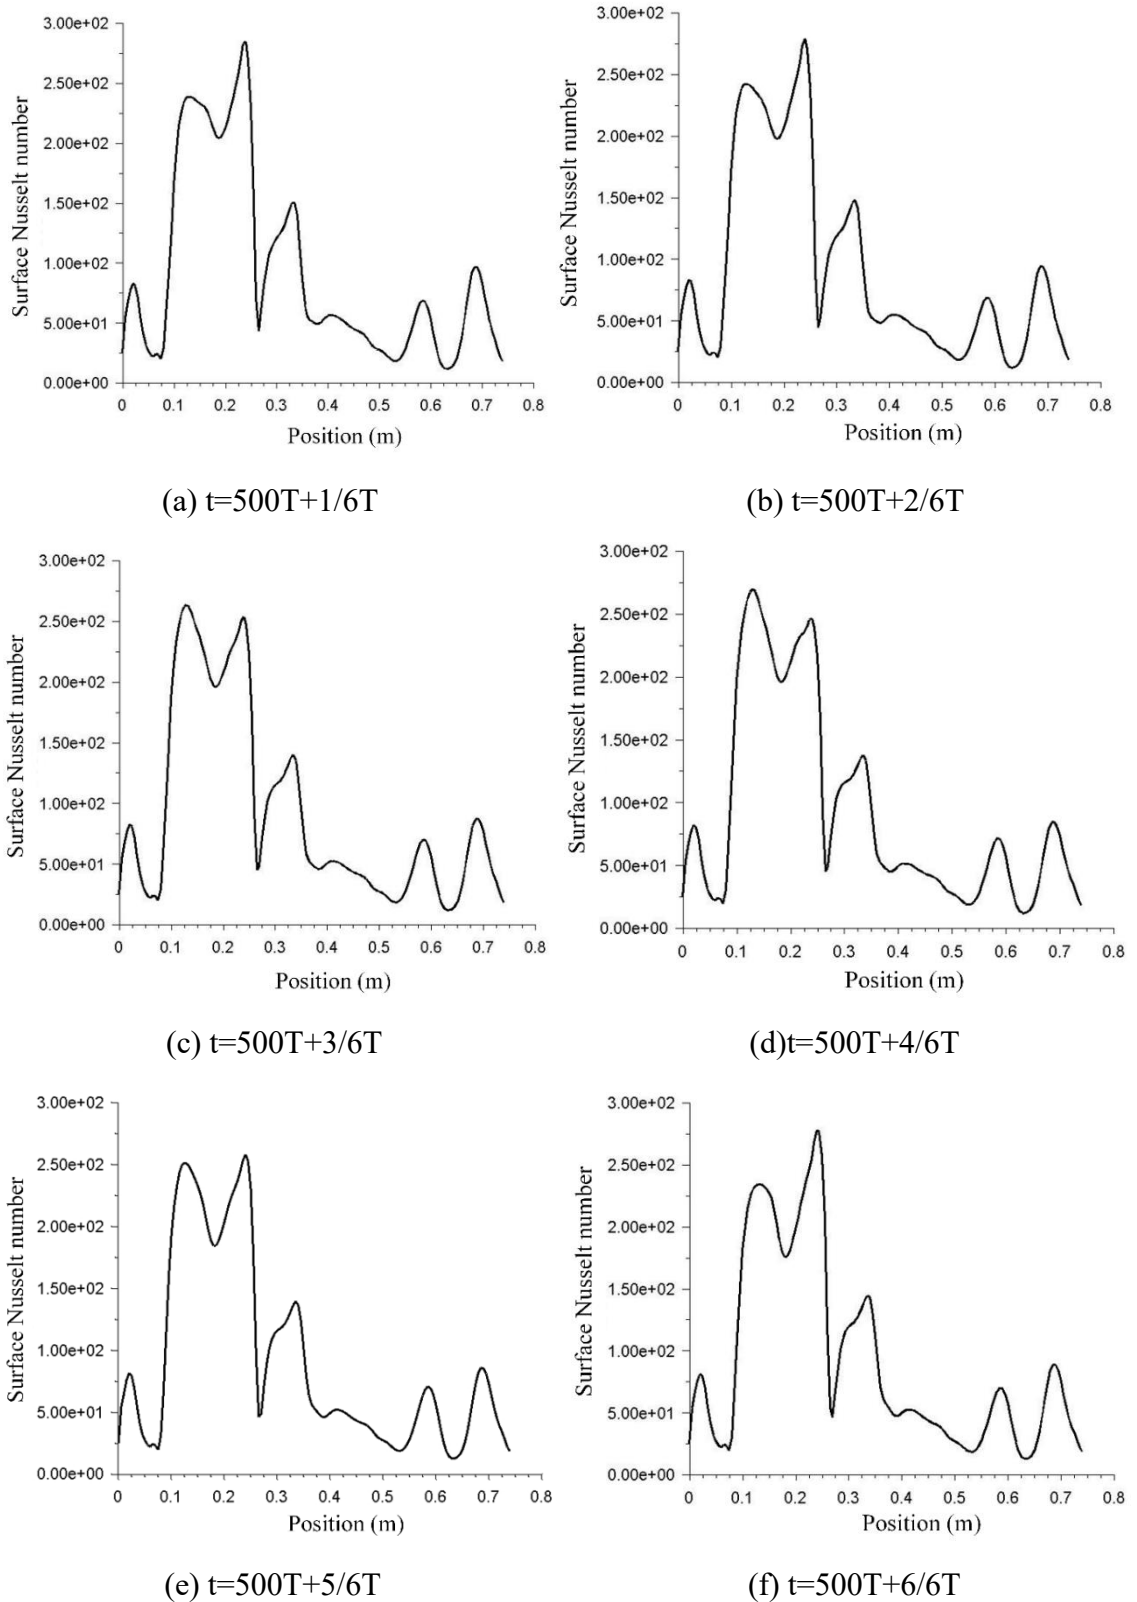 3.00e+02
2.50e+02
2.00e+02
1.50e+02
1.00e+02
5.00e+01
0.00e+00
Surface Nusselt number
0 0.1 0.2 0.3 0.4 0.5 0.6 0.7 0.8
Position (m)
(a) t=500T+1/6T
3.00e+02
2.50e+02
2.00e+02
1.50e+02
1.00e+02
5.00e+01
0.00e+00
Surface Nusselt number
0 0.1 0.2 0.3 0.4 0.5 0.6 0.7 0.8
Position (m)
(b) t=500T+2/6T
3.00e+02
2.50e+02
2.00e+02
1.50e+02
1.00e+02
5.00e+01
0.00e+00
Surface Nusselt number
0 0.1 0.2 0.3 0.4 0.5 0.6 0.7 0.8
Position (m)
(c) t=500T+3/6T
3.00e+02
2.50e+02
2.00e+02
1.50e+02
1.00e+02
5.00e+01
0.00e+00
Surface Nusselt number
0 0.1 0.2 0.3 0.4 0.5 0.6 0.7 0.8
Position (m)
(d)t=500T+4/6T
3.00e+02
2.50e+02
2.00e+02
1.50e+02
1.00e+02
5.00e+01
0.00e+00
Surface Nusselt number
0 0.1 0.2 0.3 0.4 0.5 0.6 0.7 0.8
Position (m)
(e) t=500T+5/6T
3.00e+02
2.50e+02
2.00e+02
1.50e+02
1.00e+02
5.00e+01
0.00e+00
Surface Nusselt number
0 0.1 0.2 0.3 0.4 0.5 0.6 0.7 0.8
Position (m)
(f) t=500T+6/6T